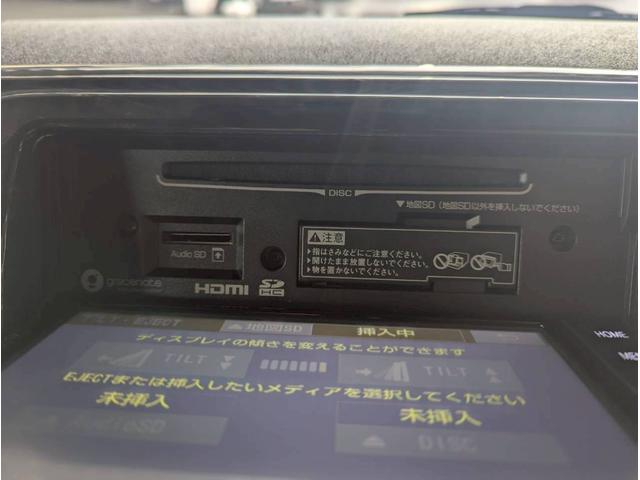 DISC
▼地図SD(地図SD以外を挿入しないでください)
Audio SD
⚠注意
▶指はさみなどにご注意ください。
▶開けたまま放置しないでください。
▶物を置かないでください。
gracenote
HDMI SD HC
HOME
TILT・EJECT
▲地図SD 挿入中
ディスプレイの傾きを変えることができます
TILT TILT
EJECTまたは挿入したいメディアを選択してください
未挿入 未挿入
AudioSD DISC